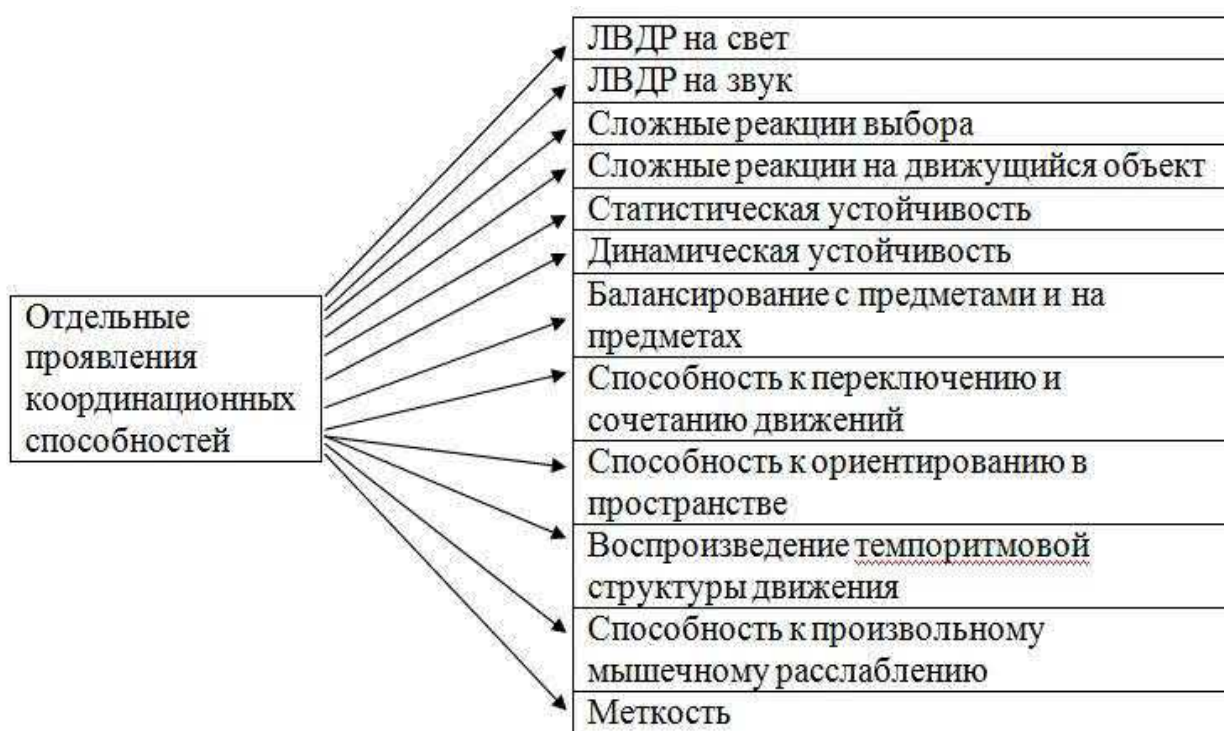 Отдельные
проявления
координационных
способностей
ЛВДР на свет
ЛВДР на звук
Сложные реакции выбора
Сложные реакции на движущийся объект
Статистическая устойчивость
Динамическая устойчивость
Балансирование с предметами и на
предметах
Способность к переключению и
сочетанию движений
Способность к ориентированию в
пространстве
Воспроизведение темпоритмовой
структуры движения
Способность к произвольному
мышечному расслаблению
Меткость